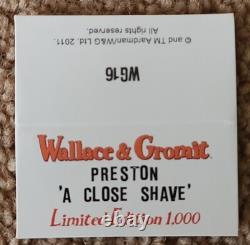 © and TM Aardman/W&G Ltd. 2011.
All rights reserved.
WG16
Wallace & Gromit
PRESTON
'A CLOSE SHAVE'
Limited Edition 1,000